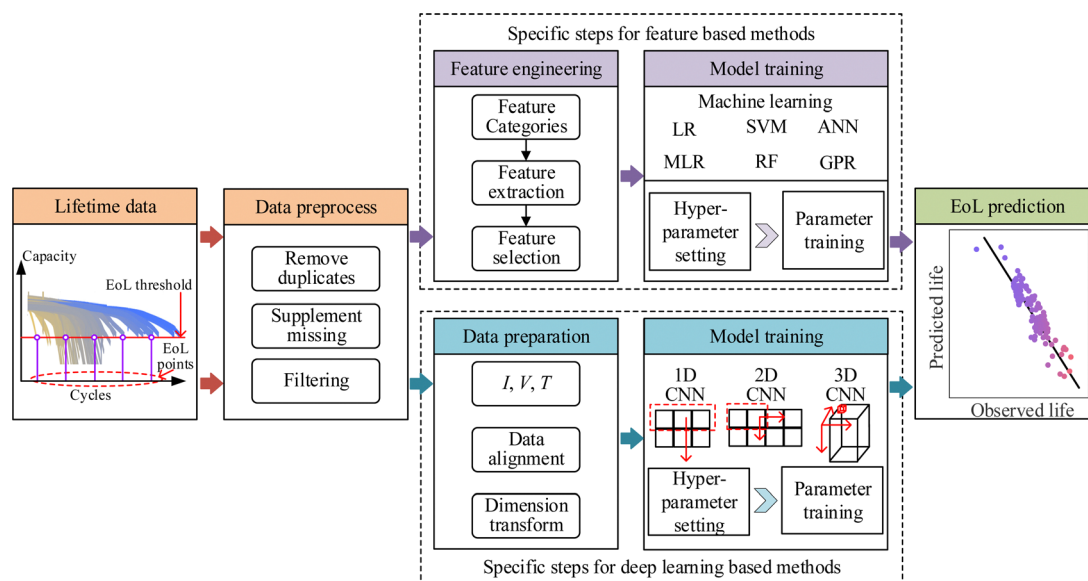 Specific steps for feature based methods
Feature engineering
Feature
Categories
Feature
extraction
Feature
selection
Model training
Machine learning
LR
SVM
ANN
MLR
RF
GPR
Hyper-
parameter
setting
Parameter
training
Lifetime data
Capacity
EoL threshold
EoL
points
Cycles
Data preprocess
Remove
duplicates
Supplement
missing
Filtering
Data preparation
I, V, T
Data
alignment
Dimension
transform
Model training
1D
CNN
2D
CNN
3D
CNN
Hyper-
parameter
setting
Parameter
training
Specific steps for deep learning based methods
EoL prediction
Predicted life
Observed life